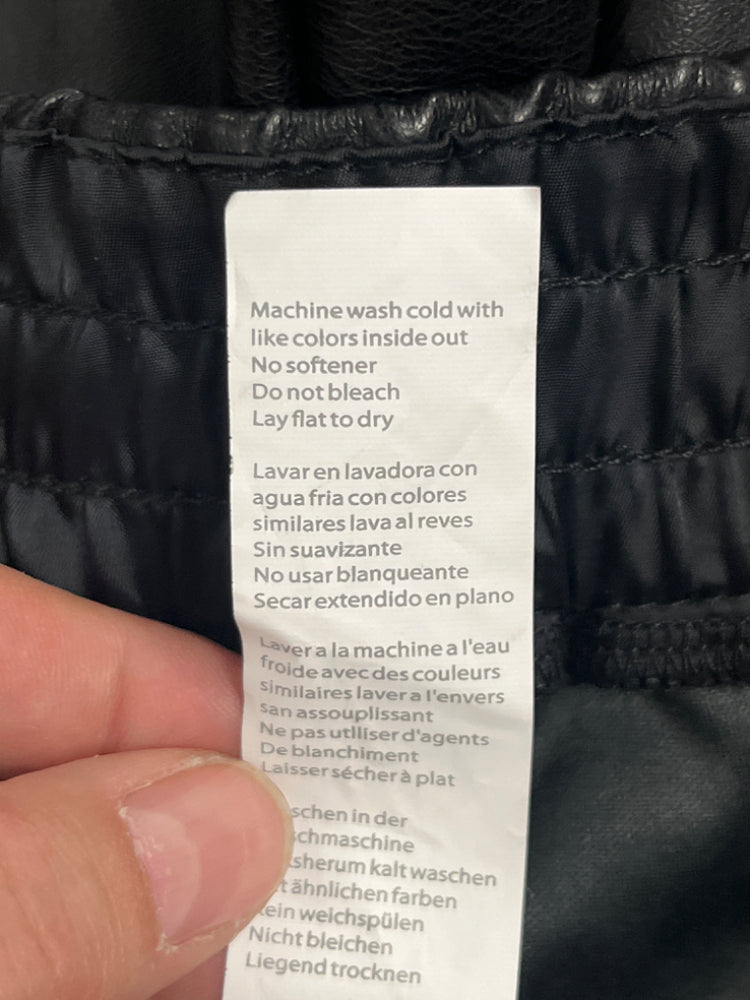 Machine wash cold with
like colors inside out
No softener
Do not bleach
Lay flat to dry
Lavar en lavadora con
agua fria con colores
similares lava al reves
Sin suavizante
No usar blanqueante
Secar extendido en plano
Laver a la machine a l'eau
froide avec des couleurs
similaires laver a l'envers
san assouplissant
Ne pas utlliser d'agents
De blanchiment
Laisser sécher à plat
in der
kalt waschen
ähnlichen farben
weichspülen
Nicht bleichen
Liegend trocknen